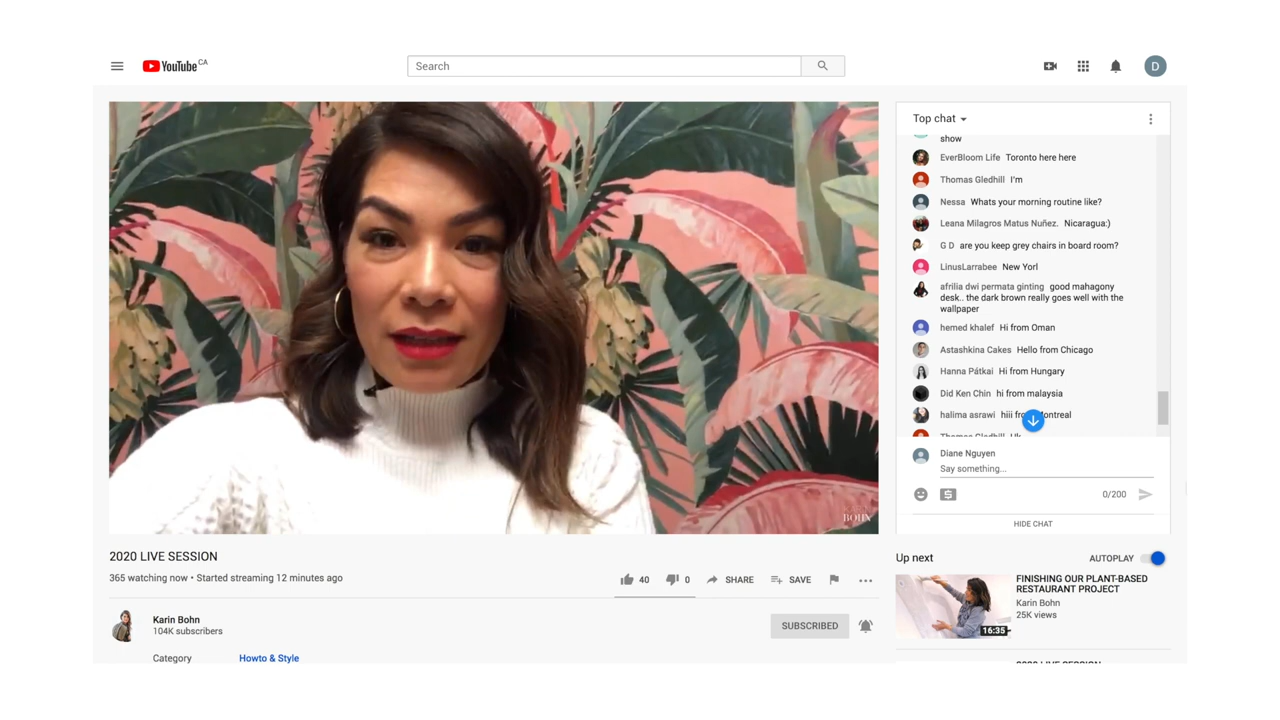 YouTube CA
Search
D
Top chat
show
EverBloom Life Toronto here here
Thomas Gledhill I'm
Nessa Whats your morning routine like?
Leana Milagros Matus Nuñez. Nicaragua:)
G D are you keep grey chairs in board room?
LinusLarrabee New Yorl
afrilia dwi permata ginting good mahagony
desk.. the dark brown really goes well with the
wallpaper
hemed khalef Hi from Oman
Astashkina Cakes Hello from Chicago
Hanna Pátkai Hi from Hungary
Did Ken Chin hi from malaysia
halima asrawi hiii
Thomas Gledhill Uk
Diane Nguyen
Say something...
0/200
HIDE CHAT
BOHN
2020 LIVE SESSION
365 watching now • Started streaming 12 minutes ago
40
0
SHARE
SAVE
Karin Bohn
104K subscribers
SUBSCRIBED
Category Howto & Style
Up next
AUTOPLAY
FINISHING OUR PLANT-BASED
RESTAURANT PROJECT
Karin Bohn
25K views
16:35
2020 LIVE SESSION